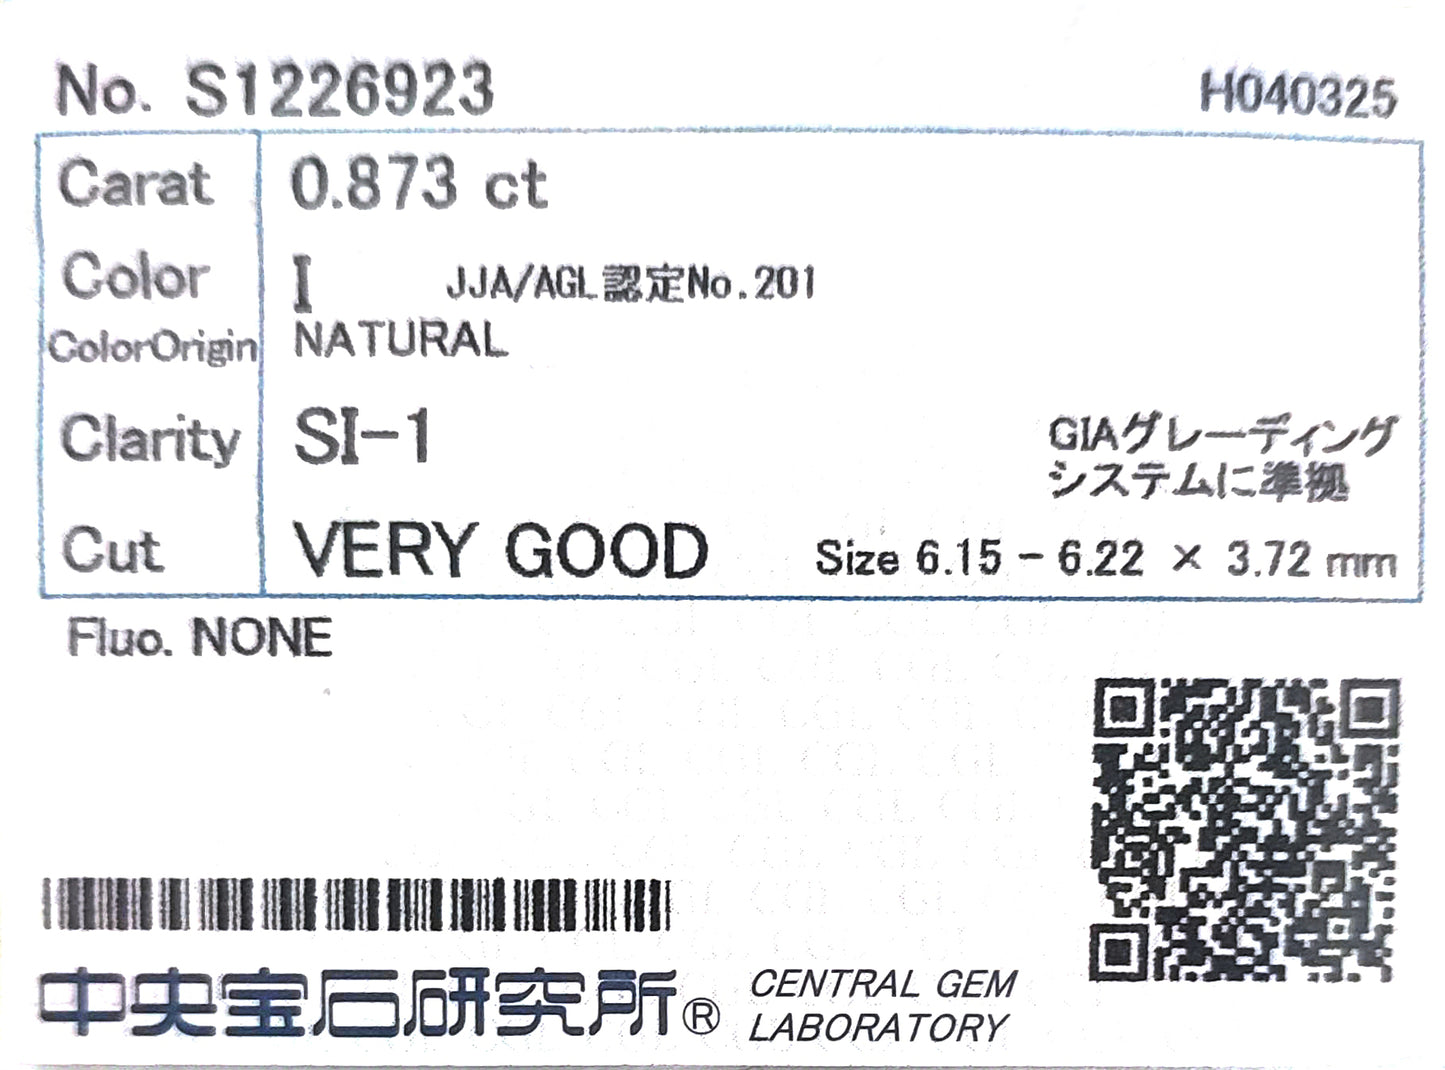 No. S1226923 H040325
Carat 0.873 ct
Color I JJA/AGL認定No.201
ColorOrigin NATURAL
Clarity SI-1 GIAグレーディング
システムに準拠
Cut VERY GOOD Size 6.15 - 6.22 × 3.72 mm
Fluo. NONE
中央宝石研究所® CENTRAL GEM
LABORATORY